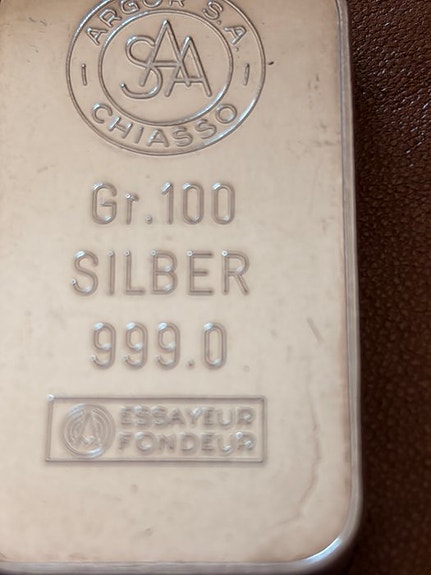 ARGOR S.A.
SAA
CHIASSO
Gr.100
SILBER
999.0
ESSAYEUR
FONDEUR